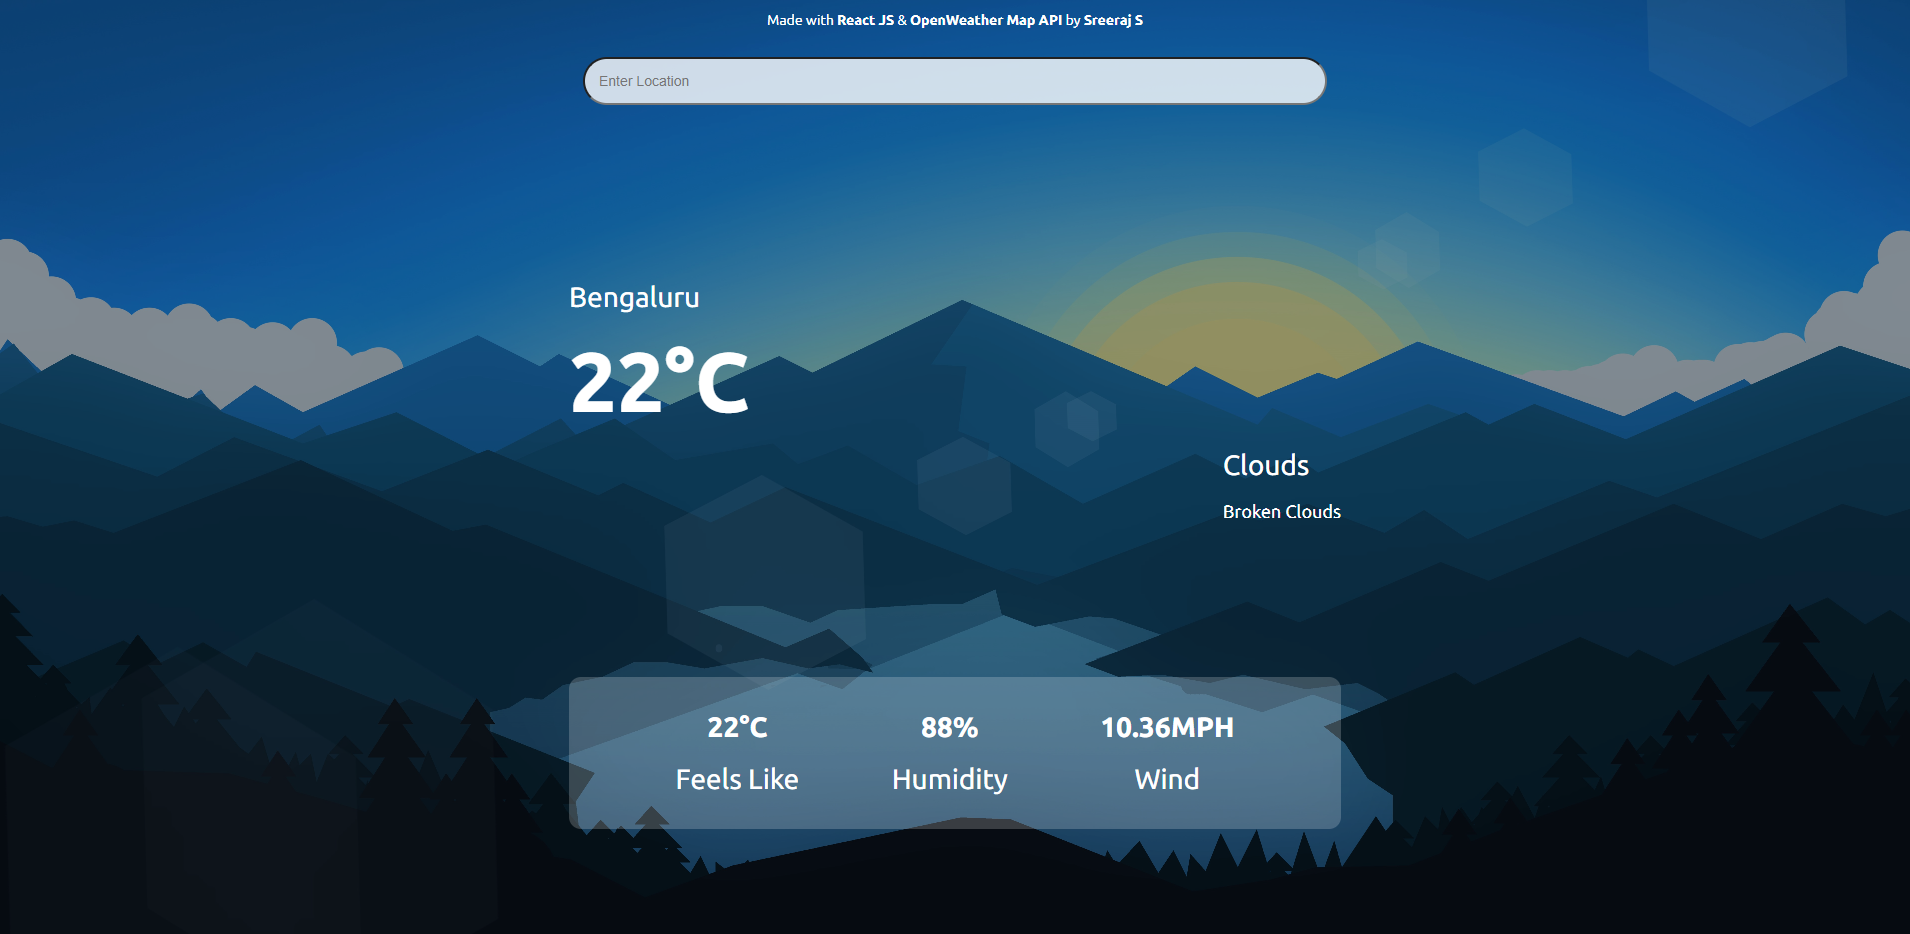 Made with React JS & OpenWeather Map API by Sreeraj S
Enter Location
Bengaluru
22°C
Clouds
Broken Clouds
22°C 88% 10.36MPH
Feels Like Humidity Wind